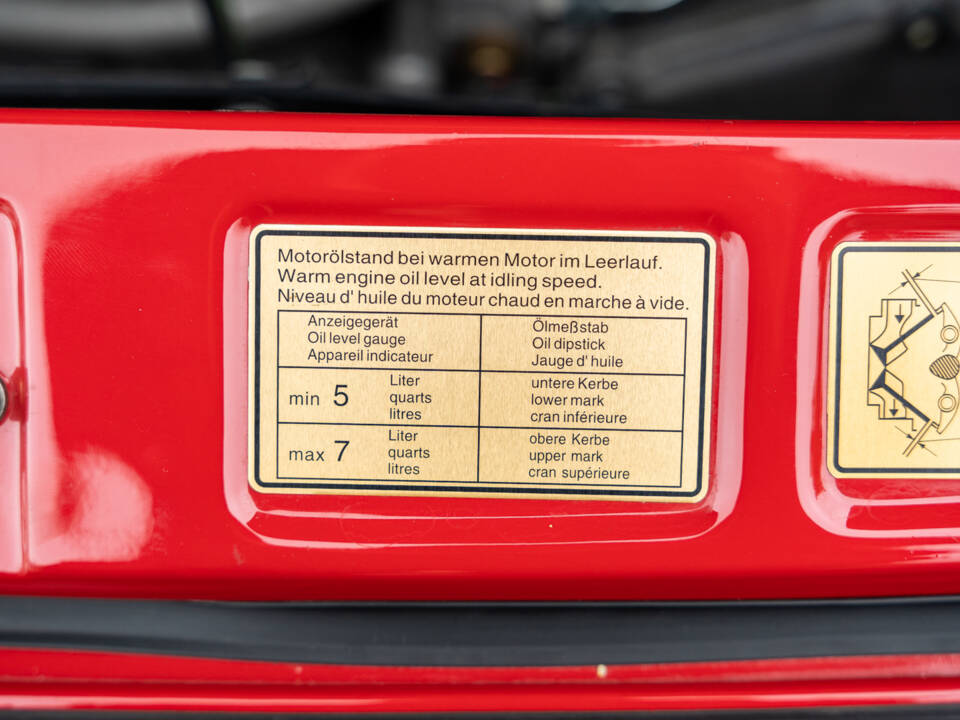 Motorölstand bei warmen Motor im Leerlauf.
Warm engine oil level at idling speed.
Niveau d' huile du moteur chaud en marche à vide.
Anzeigegerät
Oil level gauge
Appareil indicateur
Ölmeßstab
Oil dipstick
Jauge d' huile
min 5
Liter
quarts
litres
untere Kerbe
lower mark
cran inférieure
max 7
Liter
quarts
litres
obere Kerbe
upper mark
cran supérieure